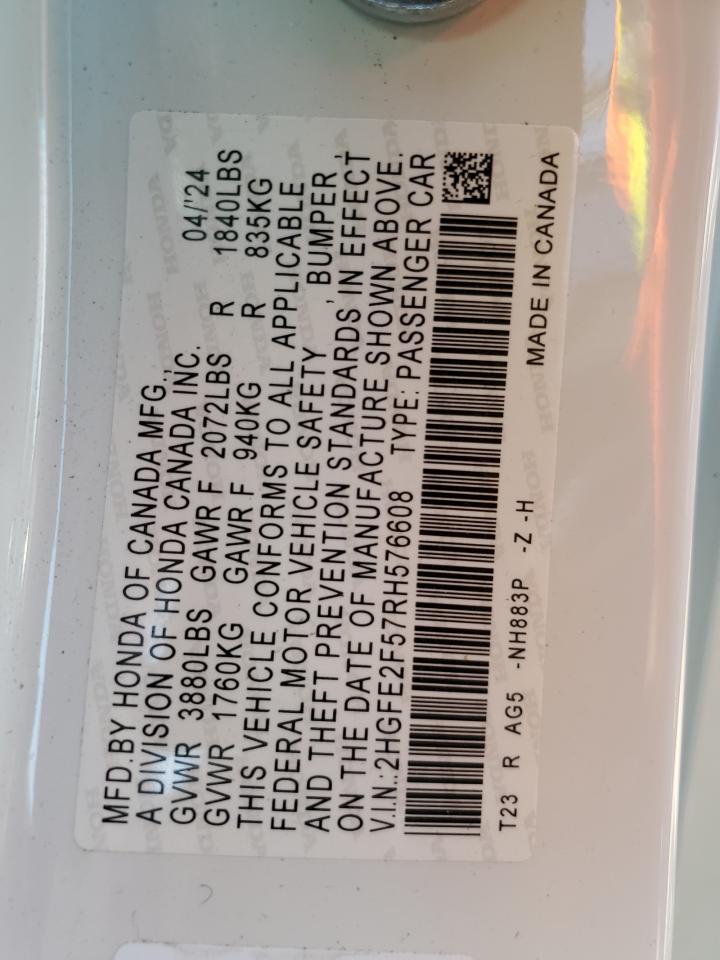 MFD.BY HONDA OF CANADA MFG.,
A DIVISION OF HONDA CANADA INC. 04/'24
GVWR 3880LBS GAWR F 2072LBS R 1840LBS
GVWR 1760KG GAWR F 940KG R 835KG
THIS VEHICLE CONFORMS TO ALL APPLICABLE
FEDERAL MOTOR VEHICLE SAFETY , BUMPER ,
AND THEFT PREVENTION STANDARDS IN EFFECT
ON THE DATE OF MANUFACTURE SHOWN ABOVE.
V.I.N.:2HGFE2F57RH576608 TYPE: PASSENGER CAR
T23 R AG5 -NH883P -Z -H
MADE IN CANADA